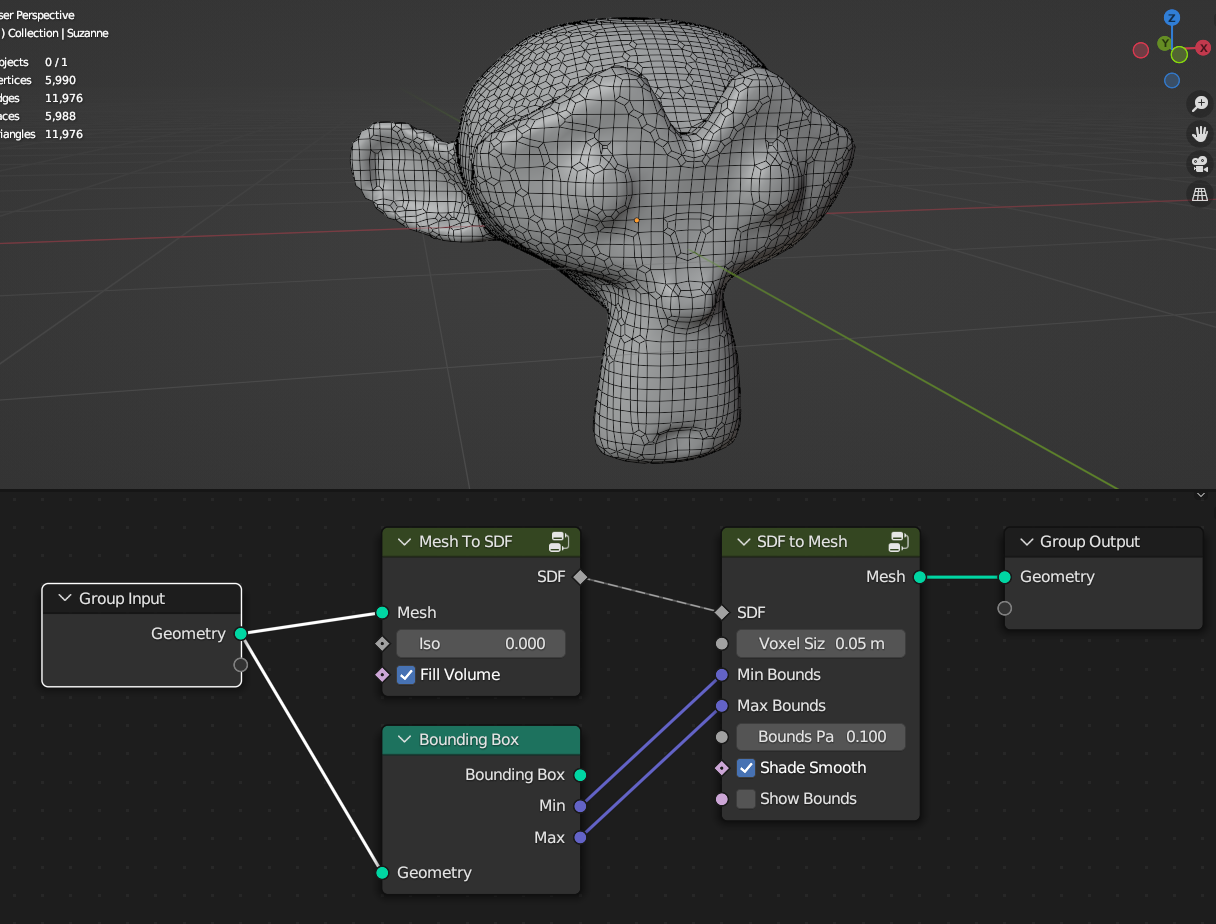 ser Perspective
) Collection | Suzanne
bjects 0 / 1
ertices 5,990
dges 11,976
aces 5,988
riangles 11,976
Z
Y
X
Group Input
Geometry
Mesh To SDF
SDF
Mesh
Iso 0.000
Fill Volume
Bounding Box
Bounding Box
Min
Max
Geometry
SDF to Mesh
Mesh
SDF
Voxel Siz 0.05 m
Min Bounds
Max Bounds
Bounds Pa 0.100
Shade Smooth
Show Bounds
Group Output
Geometry